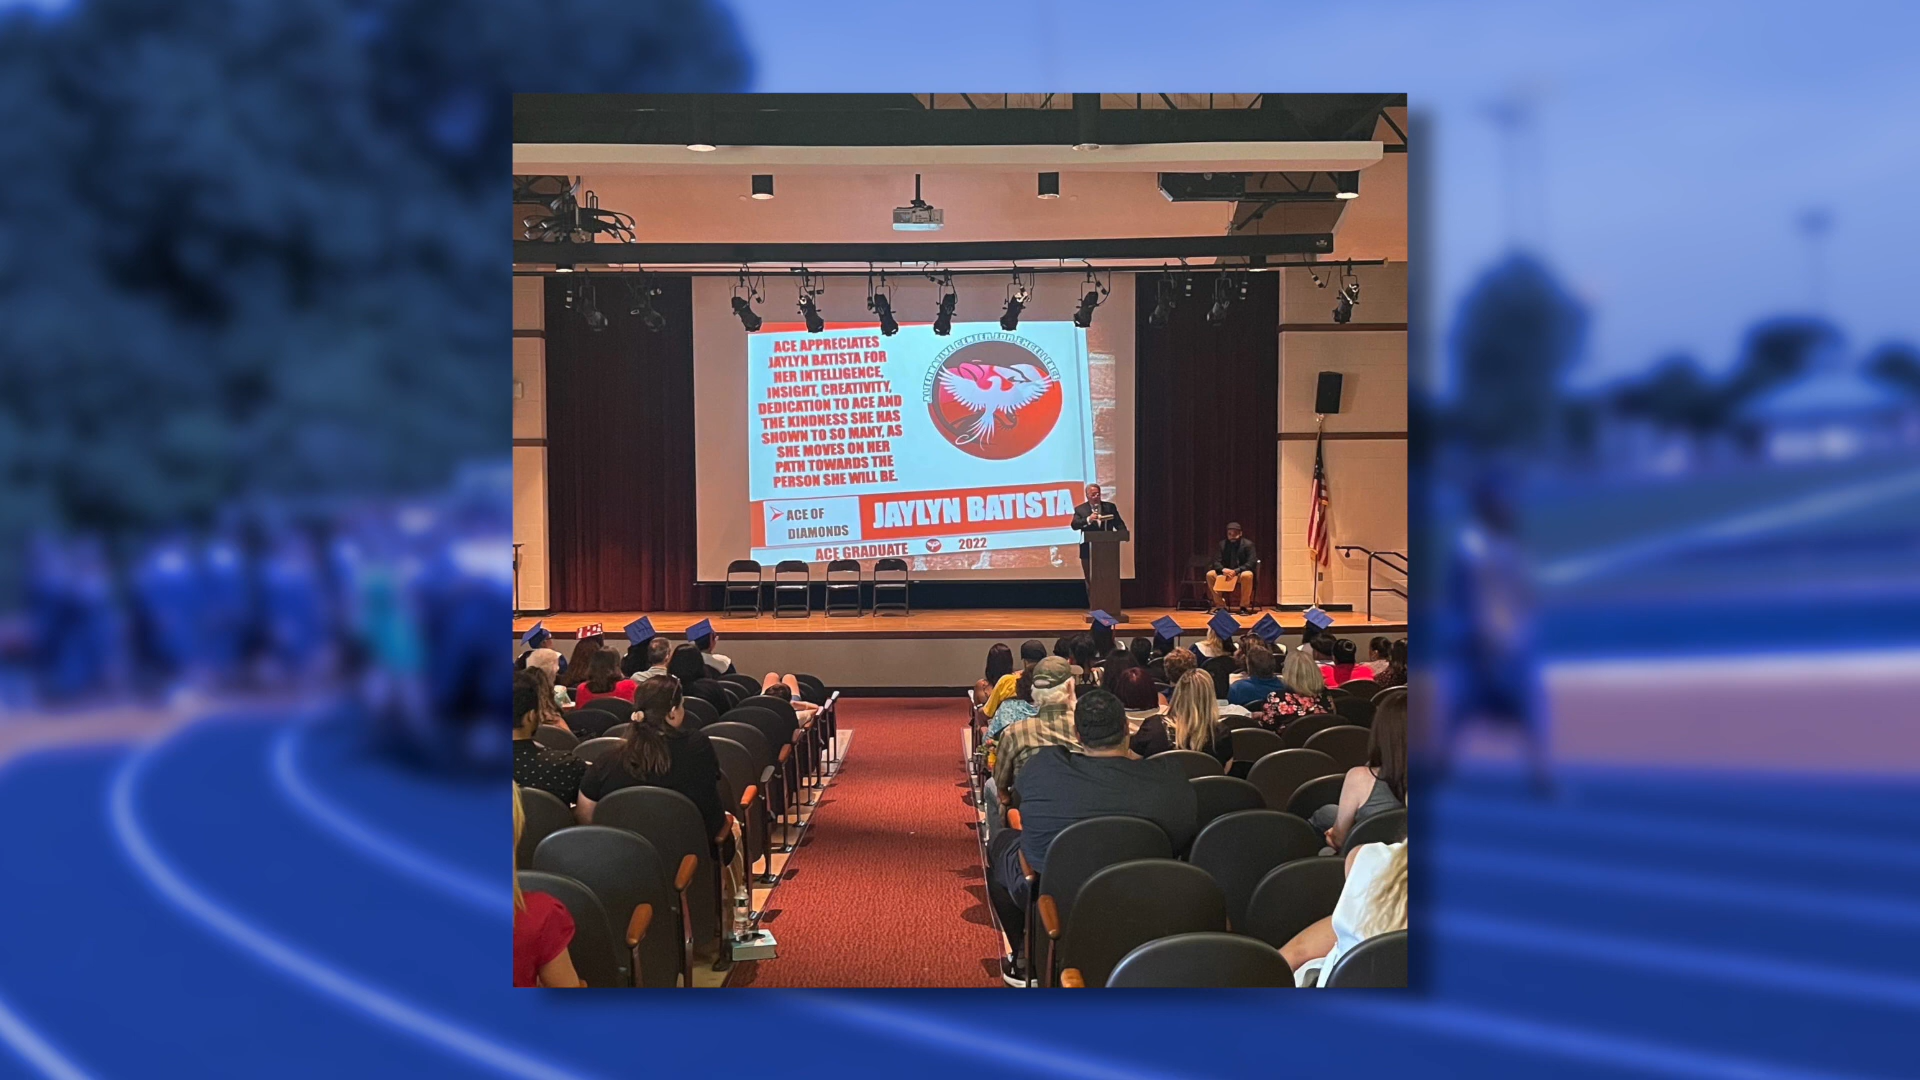 ACE APPRECIATES
JAYLYN BATISTA FOR
HER INTELLIGENCE,
INSIGHT, CREATIVITY,
DEDICATION TO ACE AND
THE KINDNESS SHE HAS
SHOWN TO SO MANY, AS
SHE MOVES ON HER
PATH TOWARDS THE
PERSON SHE WILL BE.
ALTERNATIVE CENTER FOR EXCELLENCE
ACE OF
DIAMONDS
JAYLYN BATISTA
ACE GRADUATE 2022